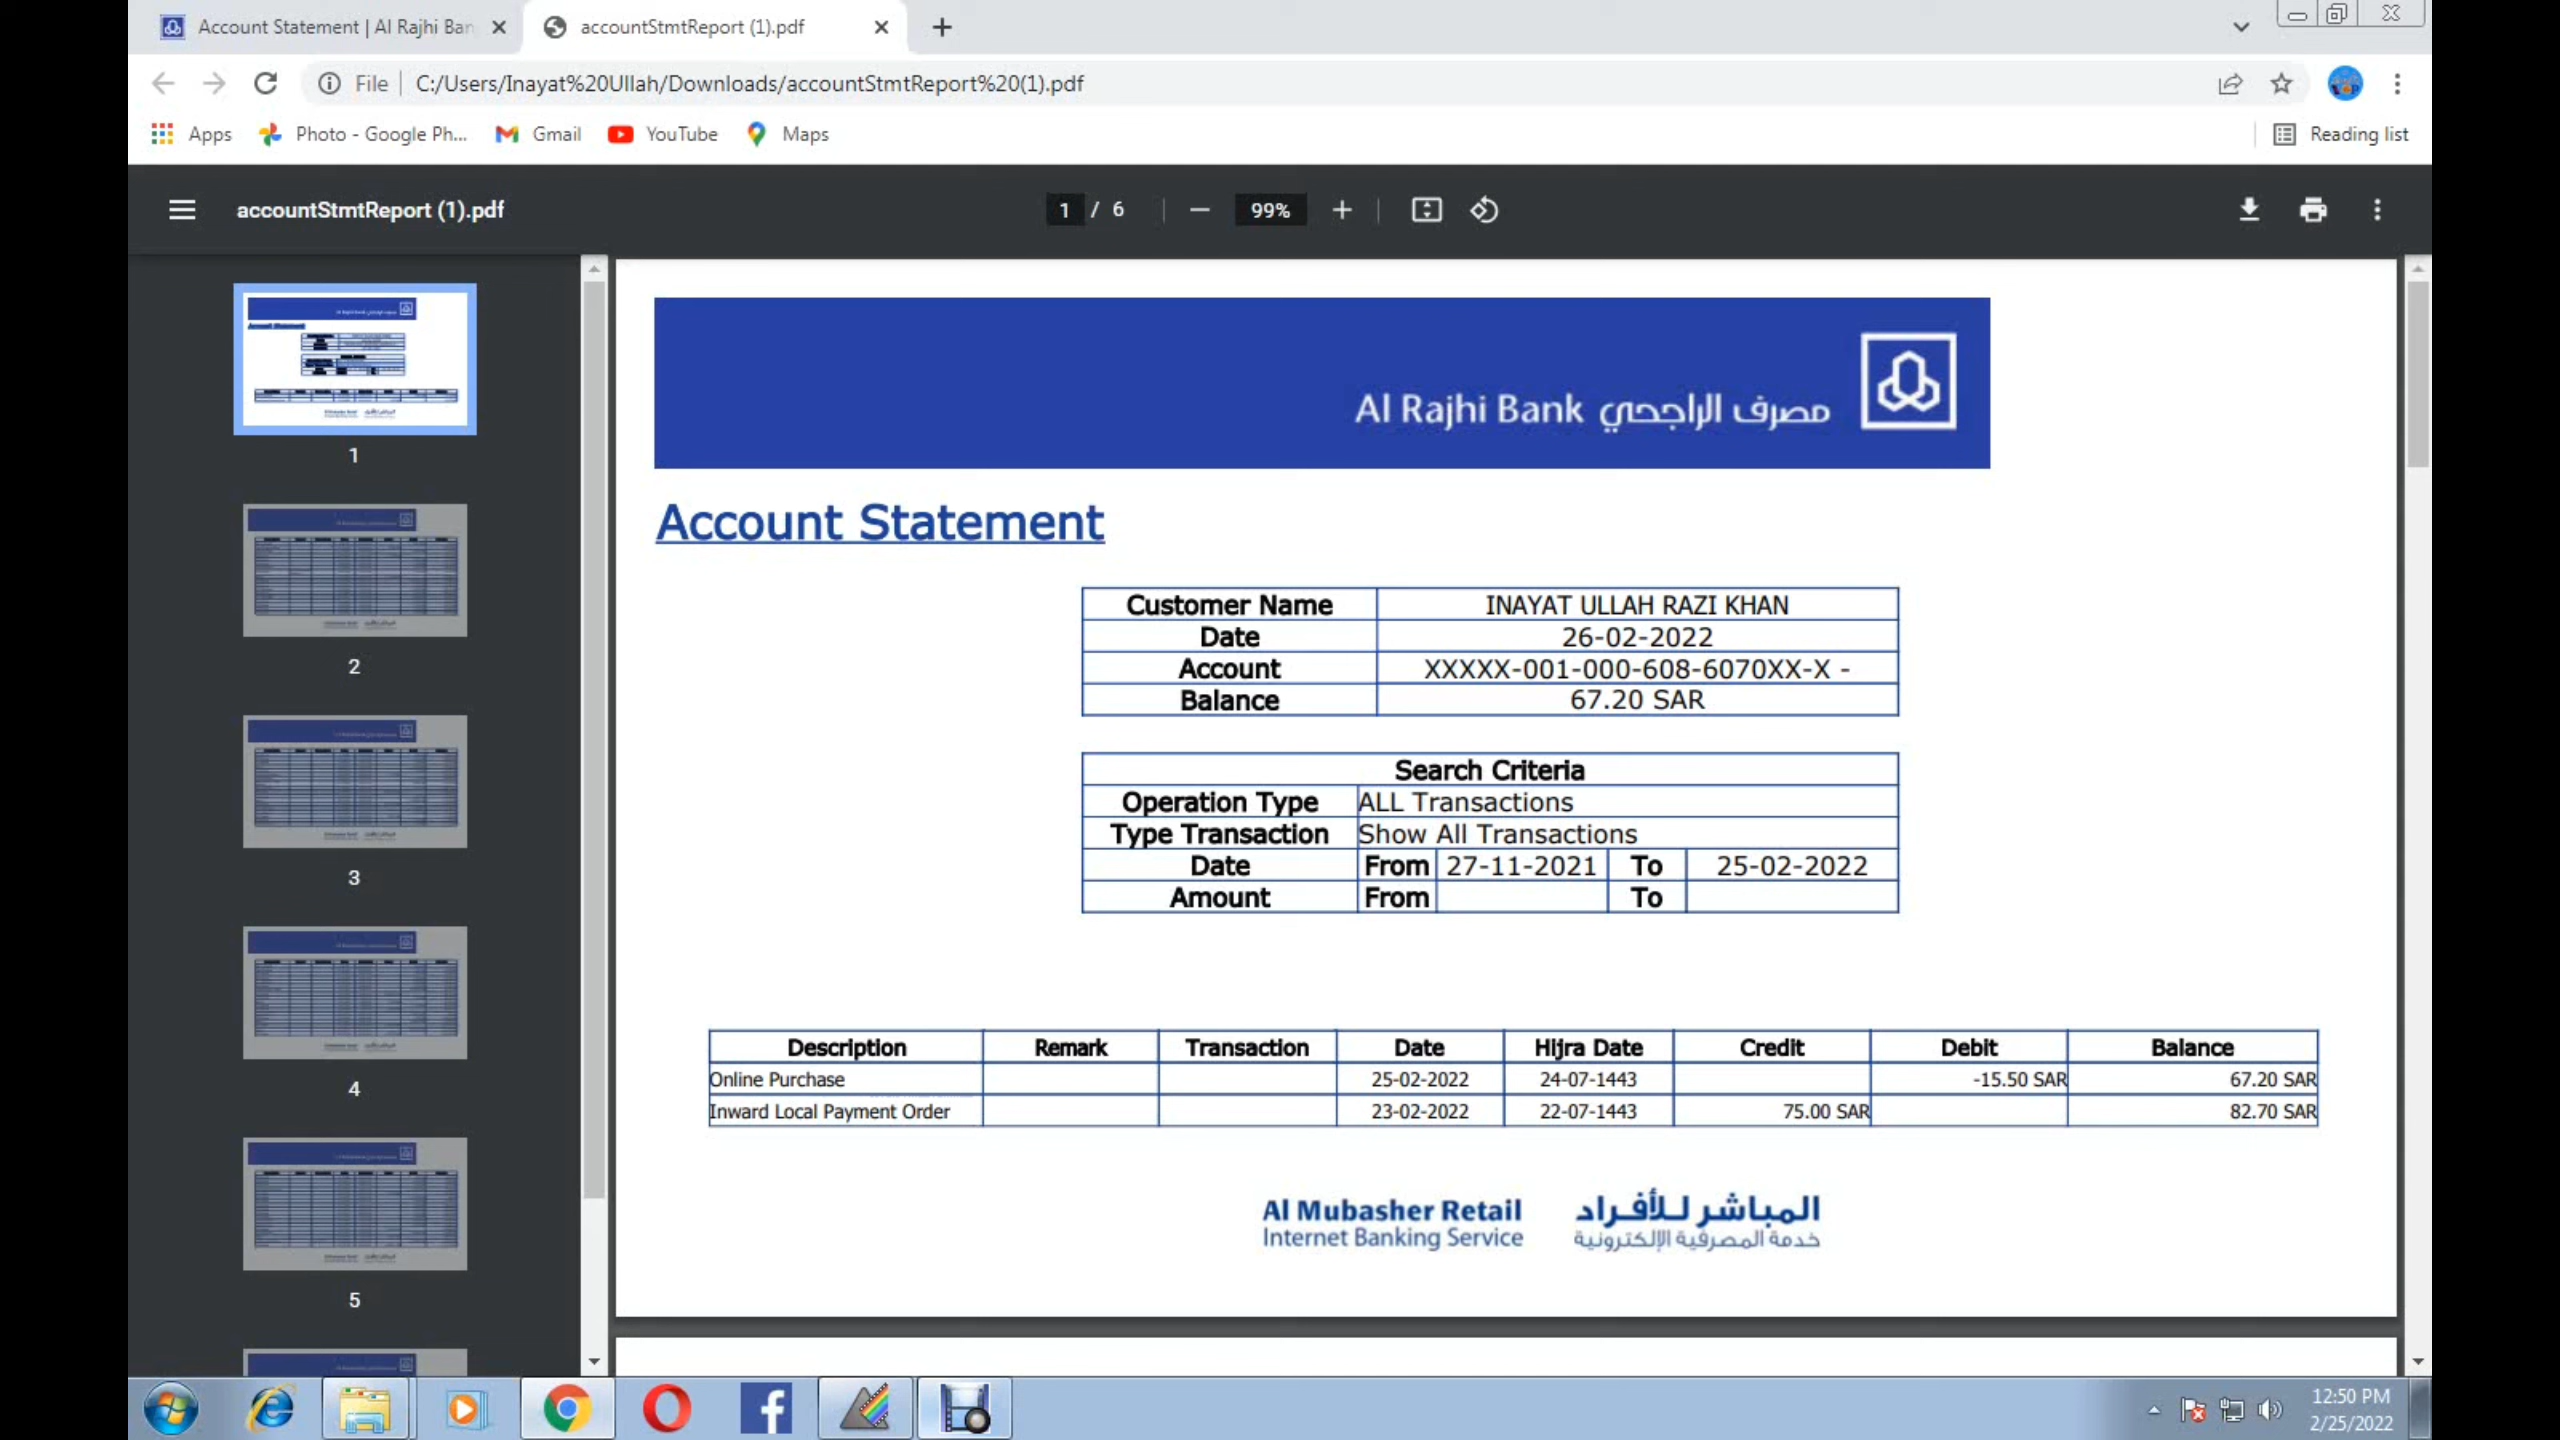 Account Statement | Al Rajhi Ban
accountStmtReport (1).pdf
File
C:/Users/Inayat%20Ullah/Downloads/accountStmtReport%20(1).pdf
Apps
Photo - Google Ph...
Gmail
YouTube
Maps
Reading list
accountStmtReport (1).pdf
1 / 6
99%
1
2
3
4
5
Al Rajhi Bank مصرف الراجحي
Account Statement
Customer Name INAYAT ULLAH RAZI KHAN
Date 26-02-2022
Account XXXXX-001-000-608-6070XX-X -
Balance 67.20 SAR
Search Criteria
Operation Type ALL Transactions
Type Transaction Show All Transactions
Date From 27-11-2021 To 25-02-2022
Amount From To
Description Remark Transaction Date Hijra Date Credit Debit Balance
Online Purchase 25-02-2022 24-07-1443 -15.50 SAR 67.20 SAR
Inward Local Payment Order 23-02-2022 22-07-1443 75.00 SAR 82.70 SAR
Al Mubasher Retail المباشر للأفراد
Internet Banking Service خدمة المصرفية الإلكترونية
12:50 PM
2/25/2022